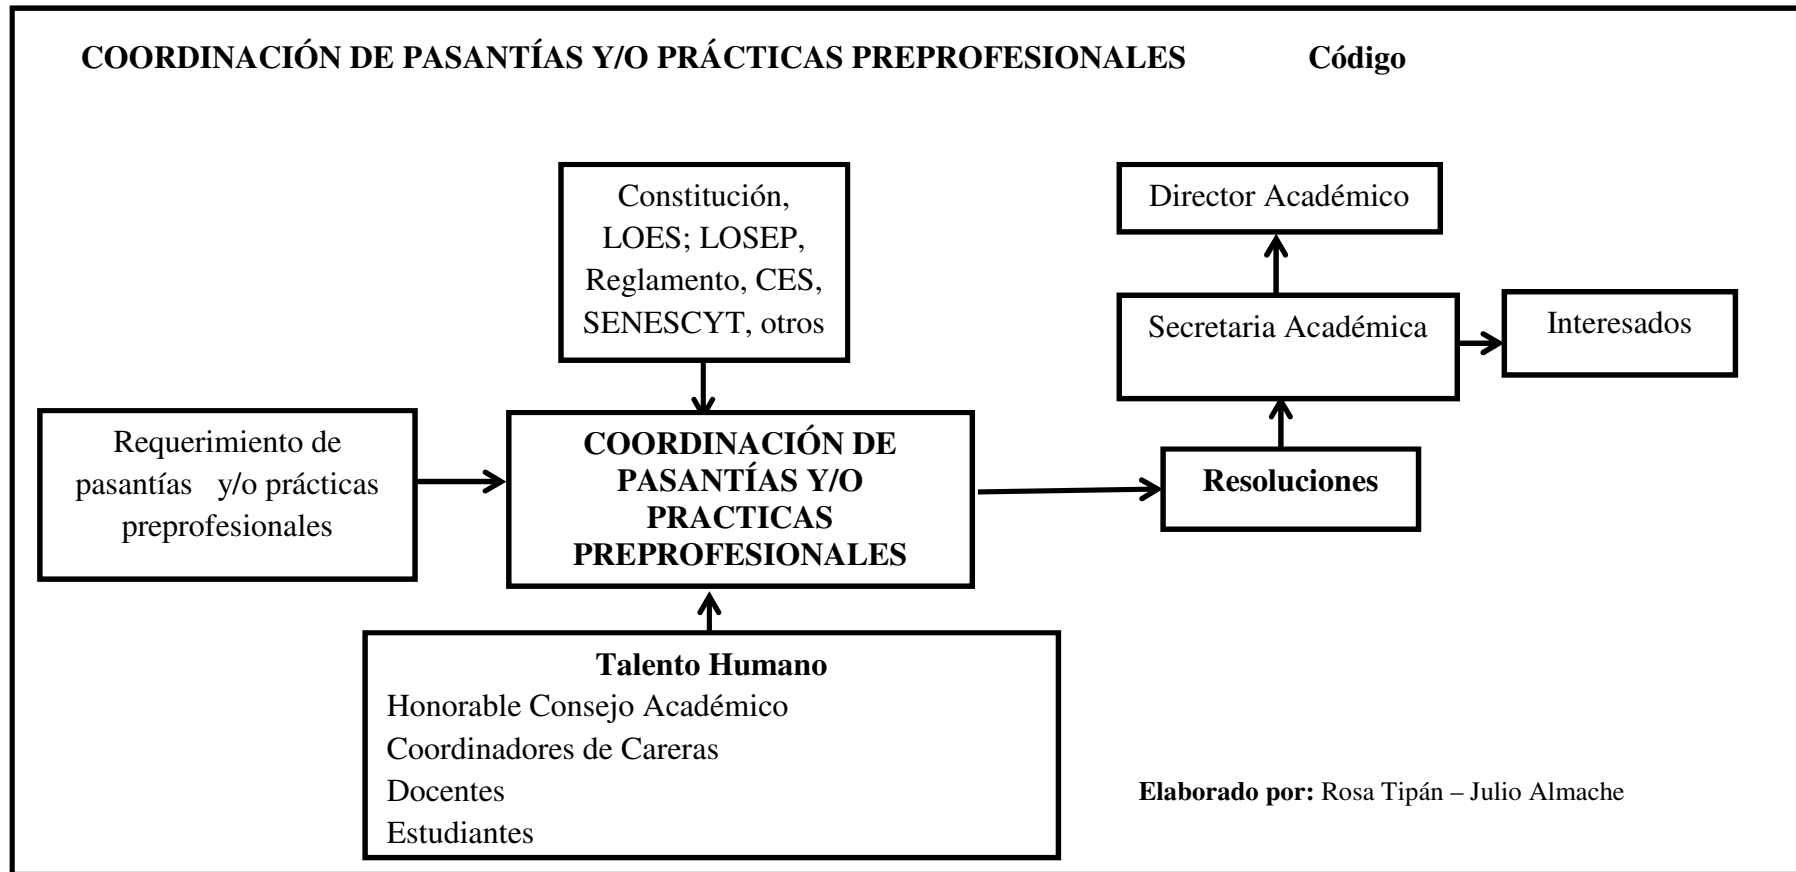 COORDINACIÓN DE PASANTÍAS Y/O PRÁCTICAS PREPROFESIONALES Código
Constitución,
LOES; LOSEP,
Reglamento, CES,
SENESCYT, otros
Director Académico
Secretaria Académica
Interesados
Requerimiento de
pasantías y/o prácticas
preprofesionales
COORDINACIÓN DE
PASANTÍAS Y/O
PRACTICAS
PREPROFESIONALES
Resoluciones
Talento Humano
Honorable Consejo Académico
Coordinadores de Careras
Docentes
Estudiantes
Elaborado por: Rosa Tipán – Julio Almache